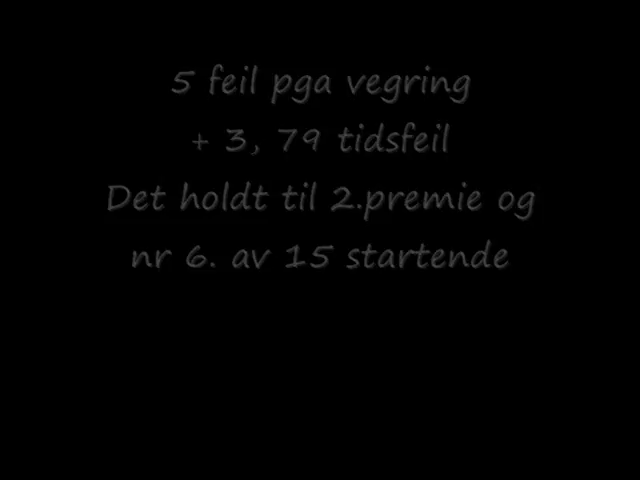 5 feil pga vegring
+ 3, 79 tidsfeil
Det holdt til 2.premie og
nr 6. av 15 startende